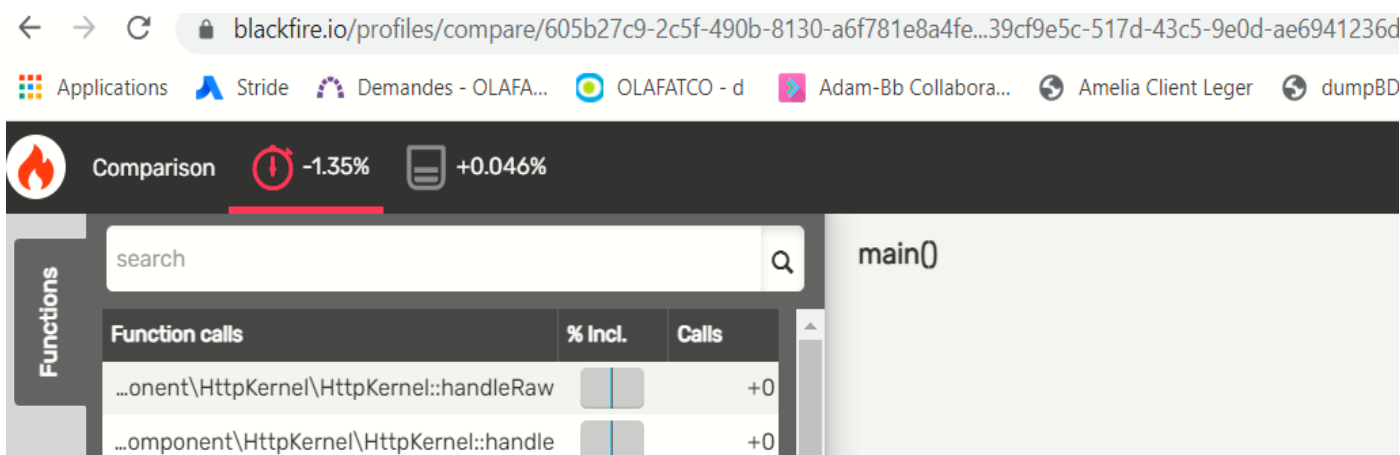 blackfire.io/profiles/compare/605b27c9-2c5f-490b-8130-a6f781e8a4fe...39cf9e5c-517d-43c5-9e0d-ae6941236d
Applications Stride Demandes - OLAFA... OLAFATCO - d Adam-Bb Collabora... Amelia Client Leger dumpBD
Comparison -1.35% +0.046%
Functions
search
main()
Function calls % Incl. Calls
...onent\HttpKernel\HttpKernel::handleRaw +0
...omponent\HttpKernel\HttpKernel::handle +0